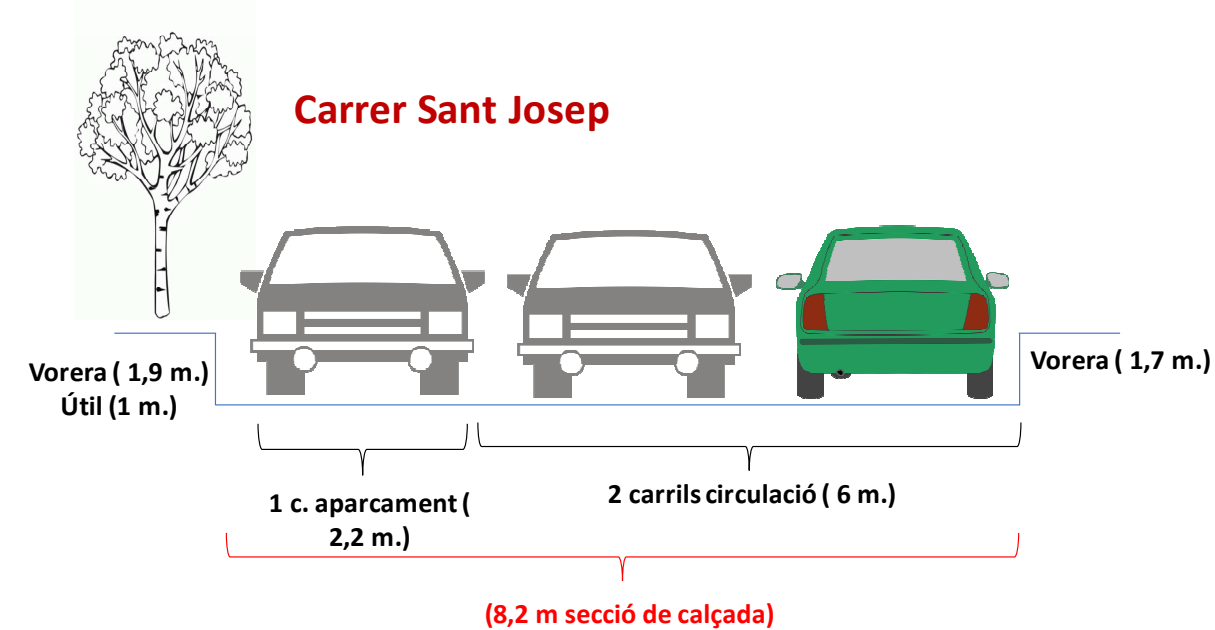 Carrer Sant Josep
Vorera ( 1,9 m.)
Útil (1 m.)
Vorera ( 1,7 m.)
1 c. aparcament (
2,2 m.)
2 carrils circulació ( 6 m.)
(8,2 m secció de calçada)